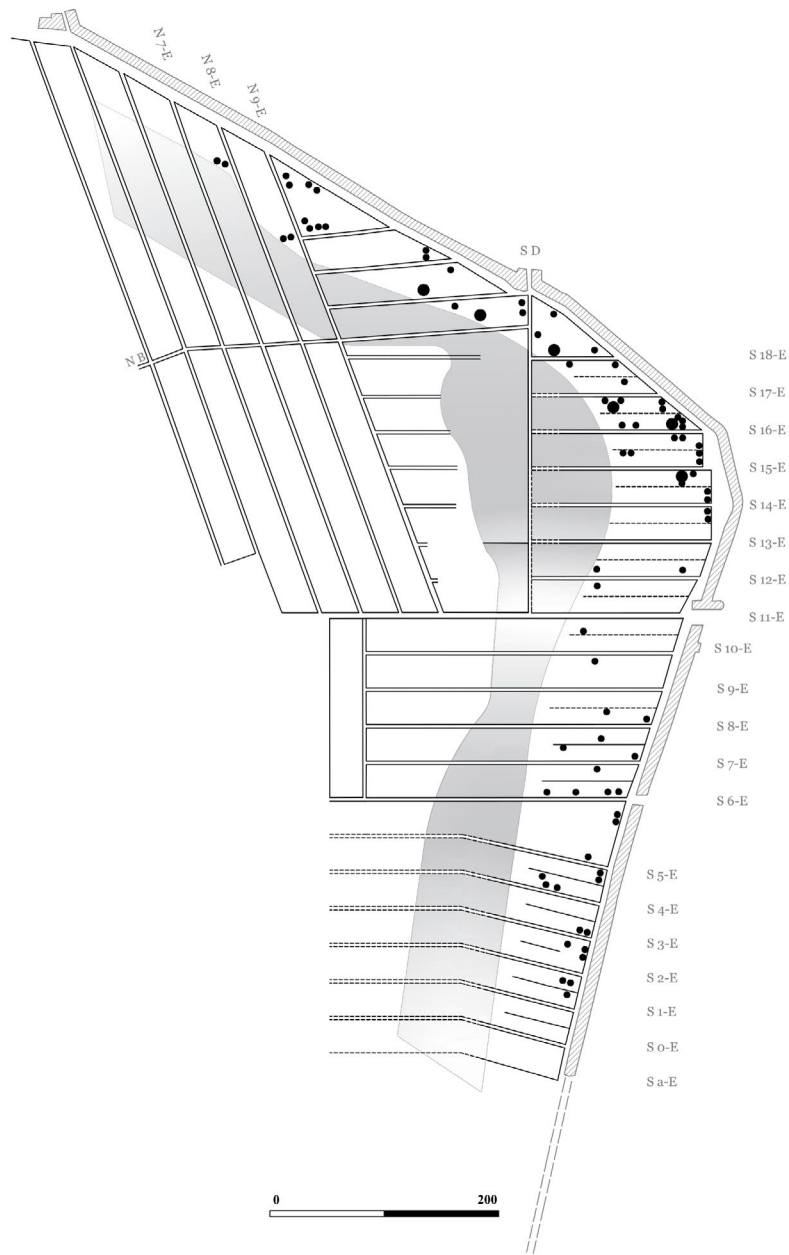 N 7-E
N 8-E
N 9-E
S D
N B
S 18-E
S 17-E
S 16-E
S 15-E
S 14-E
S 13-E
S 12-E
S 11-E
S 10-E
S 9-E
S 8-E
S 7-E
S 6-E
S 5-E
S 4-E
S 3-E
S 2-E
S 1-E
S 0-E
S a-E
0 200